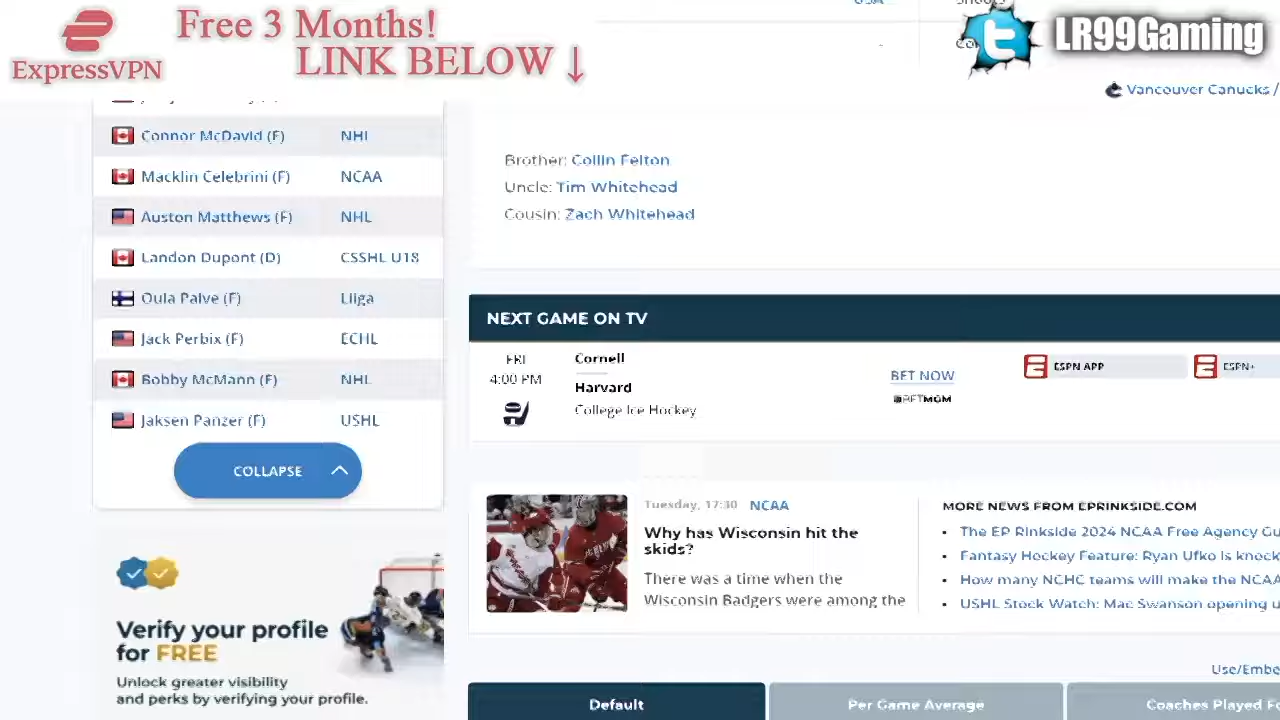 Free 3 Months!
LINK BELOW ↓
ExpressVPN
LR99Gaming
USA
Vancouver Canucks /
Connor McDavid (F) NHL
Macklin Celebrini (F) NCAA
Auston Matthews (F) NHL
Landon Dupont (D) CSSHL U18
Oula Palve (F) Liiga
Jack Perbix (F) ECHL
Bobby McMann (F) NHL
Jaksen Panzer (F) USHL
COLLAPSE
Verify your profile
for FREE
Unlock greater visibility
and perks by verifying your profile.
Brother: Collin Felton
Uncle: Tim Whitehead
Cousin: Zach Whitehead
NEXT GAME ON TV
FRI
4:00 PM
Cornell
Harvard
College Ice Hockey
BET NOW
BETMGM
ESPN APP
ESPN+
Tuesday, 17:30 NCAA
Why has Wisconsin hit the
skids?
There was a time when the
Wisconsin Badgers were among the
MORE NEWS FROM EPRINKSIDE.COM
• The EP Rinkside 2024 NCAA Free Agency Gu
• Fantasy Hockey Feature: Ryan Ufko is knock
• How many NCHC teams will make the NCAA
• USHL Stock Watch: Mac Swanson opening u
Use/Embe
Default
Per Game Average
Coaches Played Fo